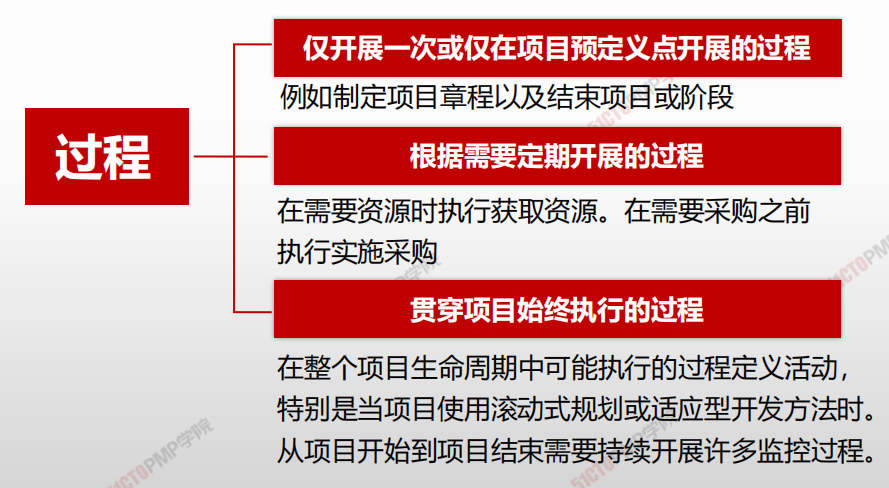 过程
仅开展一次或仅在项目预定义点开展的过程
例如制定项目章程以及结束项目或阶段
根据需要定期开展的过程
在需要资源时执行获取资源。在需要采购之前
执行实施采购
贯穿项目始终执行的过程
在整个项目生命周期中可能执行的过程定义活动，
特别是当项目使用滚动式规划或适应型开发方法时。
从项目开始到项目结束需要持续开展许多监控过程。
51CTOPMP学院